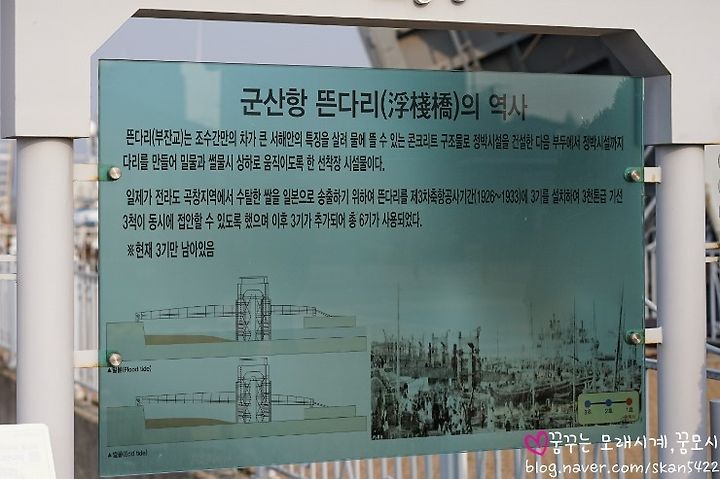 군산항 뜬다리(浮棧橋)의 역사
뜬다리(부잔교)는 조수간만의 차가 큰 서해안의 특징을 살려 물에 뜰 수 있는 콘크리트 구조물로 정박시설을 건설한 다음 부두에서 정박시설까지
다리를 만들어 밀물과 썰물시 상하로 움직이도록 한 선착장 시설물이다.
일제가 전라도 곡창지역에서 수탈한 쌀을 일본으로 송출하기 위하여 뜬다리를 제3차축항공사기간(1926~1933)에 3기를 설치하여 3천톤급 기선
3척이 동시에 접안할 수 있도록 했으며 이후 3기가 추가되어 총 6기가 사용되었다.
※현재 3기만 남아있음
▲밀물(Flood tide)
▲썰물(Ebb tide)
꿈꾸는 모래시계,꿈모시
blog.naver.com/skan5422